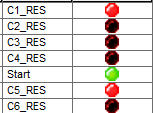 C1_RES
C2_RES
C3_RES
C4_RES
Start
C5_RES
C6_RES